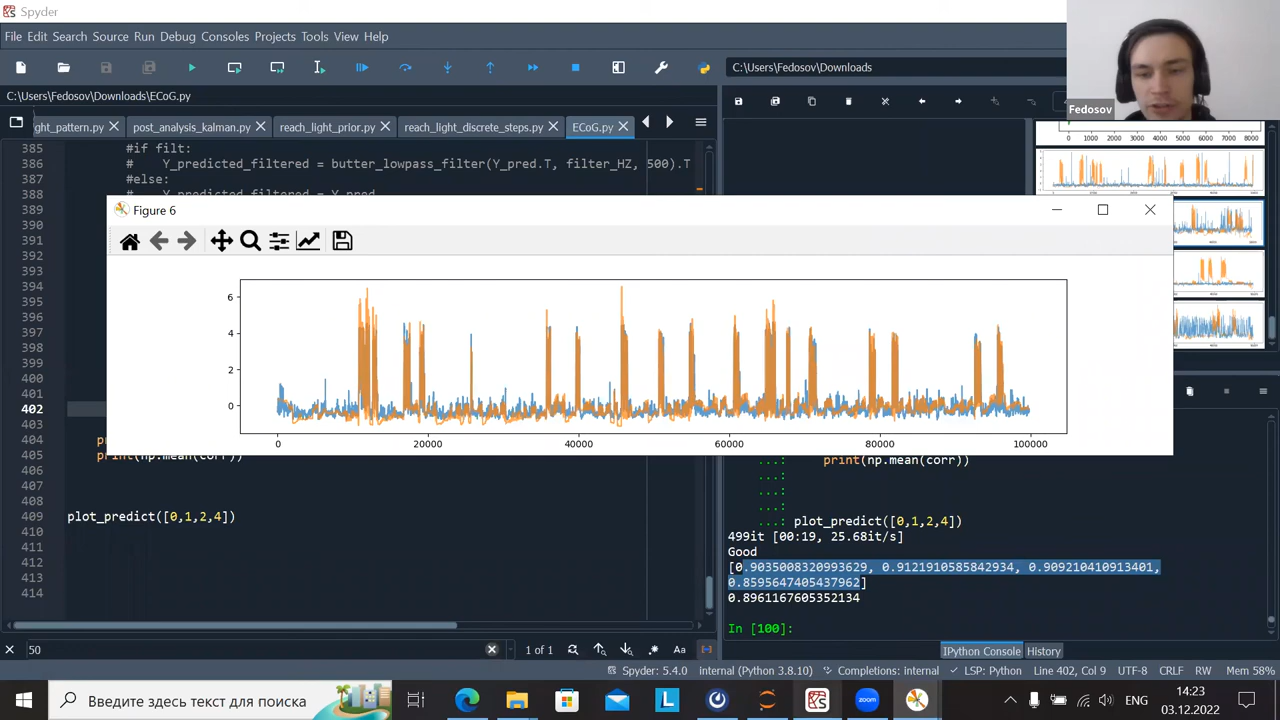 Spyder
File Edit Search Source Run Debug Consoles Projects Tools View Help
C:\Users\Fedosov\Downloads
Fedosov
C:\Users\Fedosov\Downloads\ECoG.py
ght_pattern.py post_analysis_kalman.py reach_light_prior.py reach_light_discrete_steps.py ECoG.py
385
386
387
388
389
390
391
392
393
394
395
396
397
398
399
400
401
402
403
404
405
406
407
408
409
410
411
412
413
414
#if filt:
# Y_predicted_filtered = butter_lowpass_filter(Y_pred.T, filter_HZ, 500).T
#else:
# Y_predicted_filtered = Y_pred
print(np.mean(corr))
plot_predict([0,1,2,4])
Figure 6
6
4
2
0
0 20000 40000 60000 80000 100000
0 1000 2000 3000 4000 5000 6000 7000 8000
...: print(np.mean(corr))
...:
...:
...:
...: plot_predict([0,1,2,4])
499it [00:19, 25.68it/s]
Good
[0.9035008320993629, 0.9121910585842934, 0.909210410913401,
0.8595647405437962]
0.8961167605352134
In [100]:
50
1 of 1
Aa
IPython Console History
Spyder: 5.4.0 internal (Python 3.8.10) Completions: internal LSP: Python Line 402, Col 9 UTF-8 CRLF RW Mem 58%
Введите здесь текст для поиска
L
zoom
ENG
14:23
03.12.2022